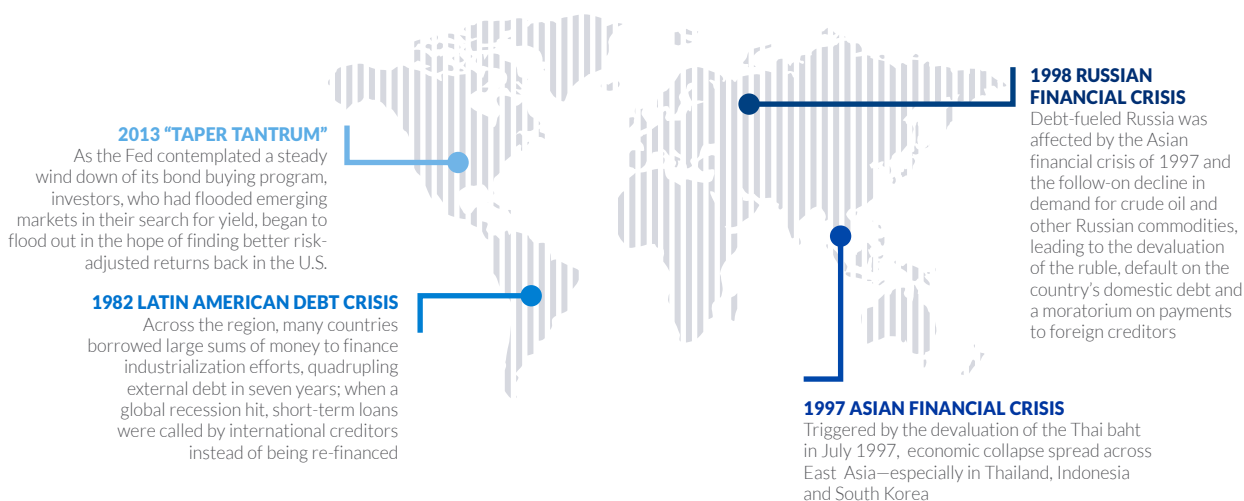 2013 “TAPER TANTRUM”
As the Fed contemplated a steady
wind down of its bond buying program,
investors, who had flooded emerging
markets in their search for yield, began to
flood out in the hope of finding better risk-
adjusted returns back in the U.S.
1982 LATIN AMERICAN DEBT CRISIS
Across the region, many countries
borrowed large sums of money to finance
industrialization efforts, quadrupling
external debt in seven years; when a
global recession hit, short-term loans
were called by international creditors
instead of being re-financed
1998 RUSSIAN
FINANCIAL CRISIS
Debt-fueled Russia was
affected by the Asian
financial crisis of 1997 and
the follow-on decline in
demand for crude oil and
other Russian commodities,
leading to the devaluation
of the ruble, default on the
country’s domestic debt and
a moratorium on payments
to foreign creditors
1997 ASIAN FINANCIAL CRISIS
Triggered by the devaluation of the Thai baht
in July 1997, economic collapse spread across
East Asia—especially in Thailand, Indonesia
and South Korea